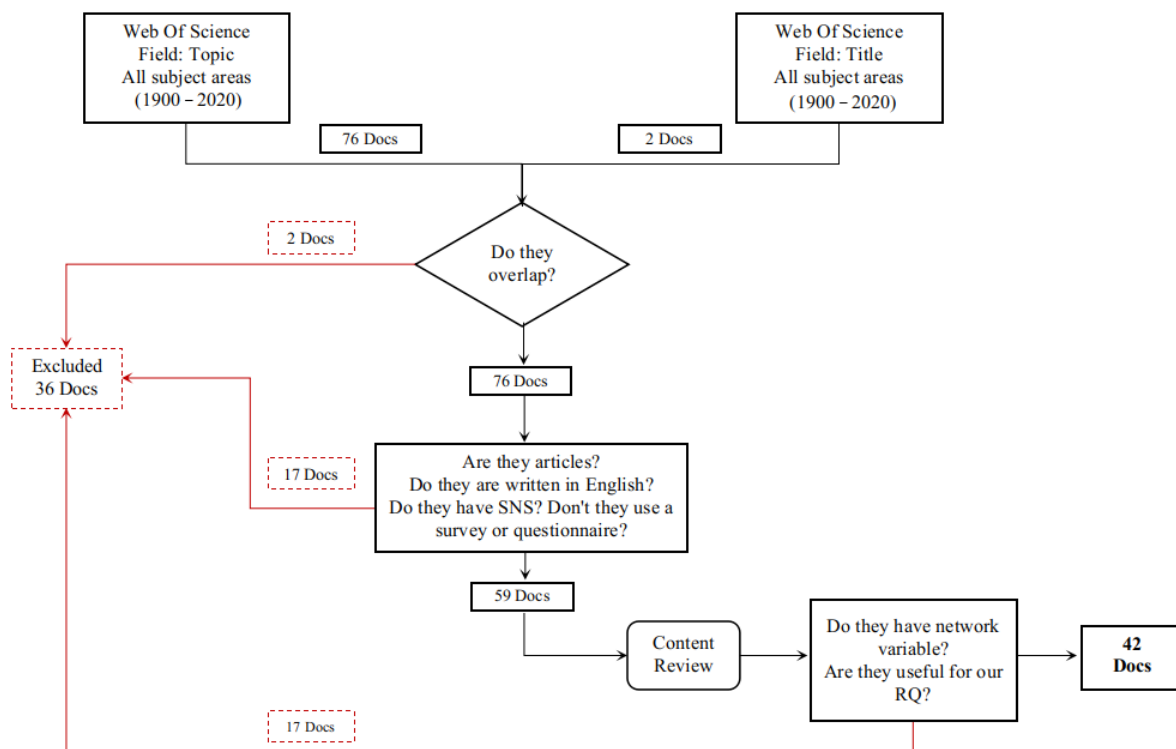 Web Of Science
Field: Topic
All subject areas
(1900 – 2020)
Web Of Science
Field: Title
All subject areas
(1900 – 2020)
76 Docs
2 Docs
2 Docs
Do they
overlap?
Excluded
36 Docs
76 Docs
17 Docs
Are they articles?
Do they are written in English?
Do they have SNS? Don't they use a
survey or questionnaire?
59 Docs
Content
Review
Do they have network
variable?
Are they useful for our
RQ?
42
Docs
17 Docs